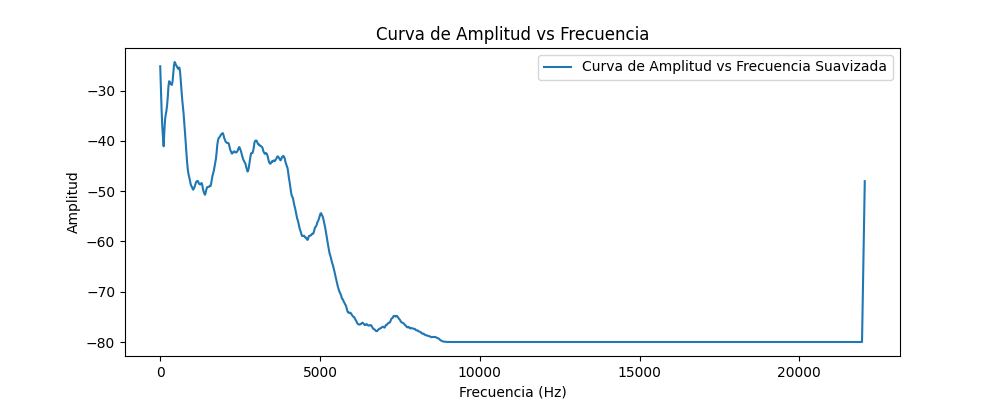 Curva de Amplitud vs Frecuencia
Curva de Amplitud vs Frecuencia Suavizada
Amplitud
−30
−40
−50
−60
−70
−80
0 5000 10000 15000 20000
Frecuencia (Hz)